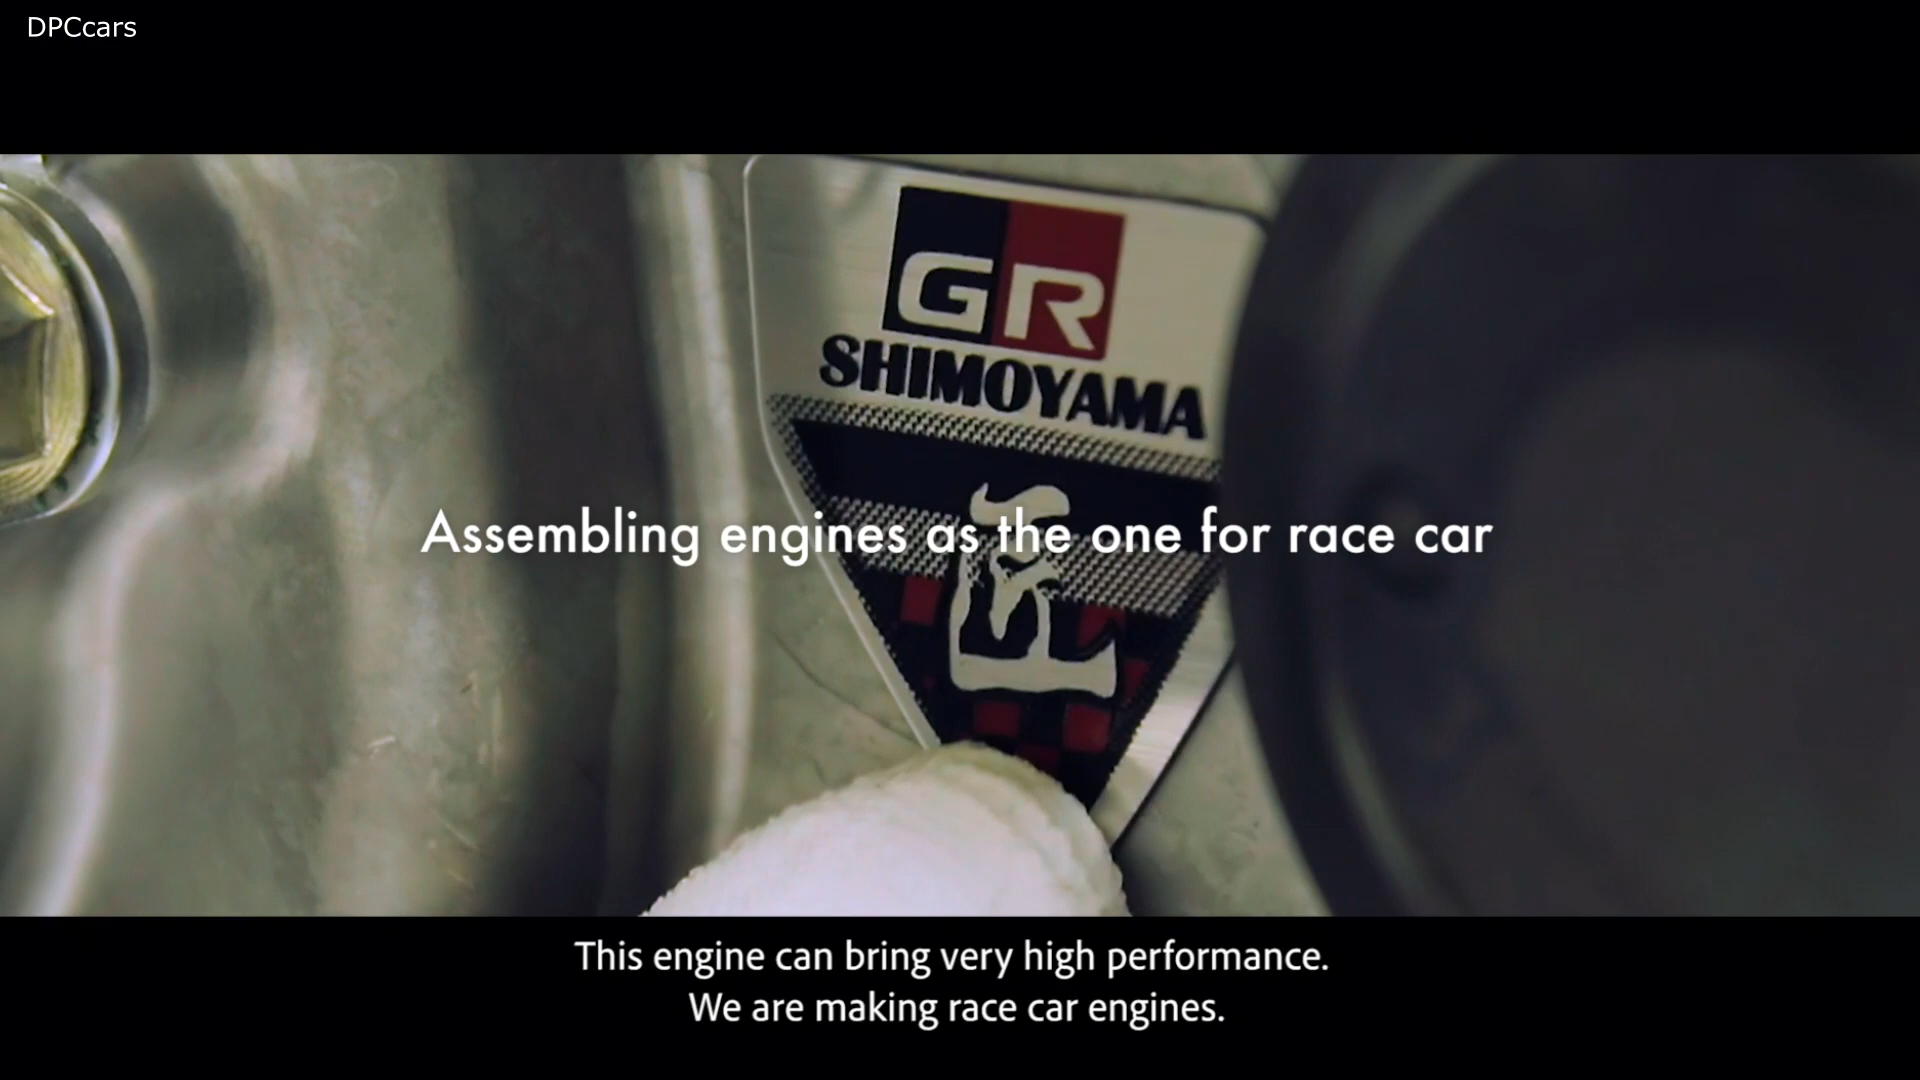 DPCcars
GR
SHIMOYAMA
Assembling engines as the one for race car
This engine can bring very high performance.
We are making race car engines.